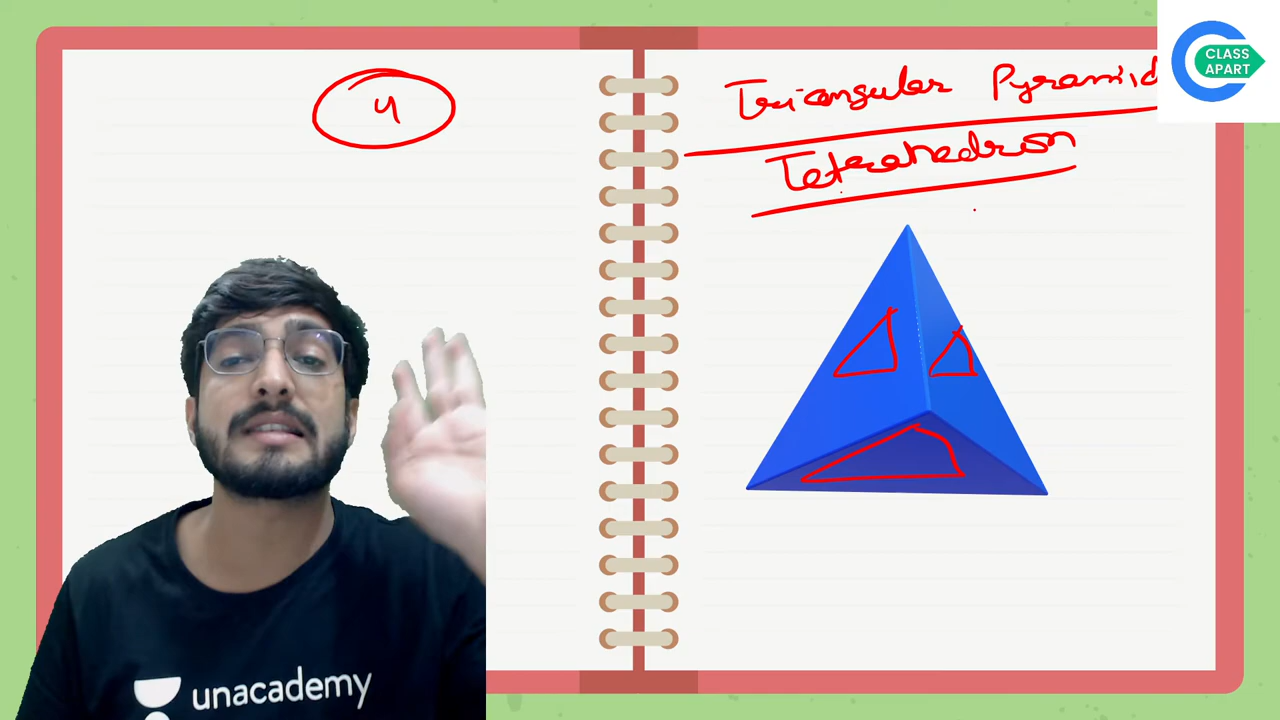 4
Triangular Pyramid
Tetrahedron
CLASS
APART
unacademy